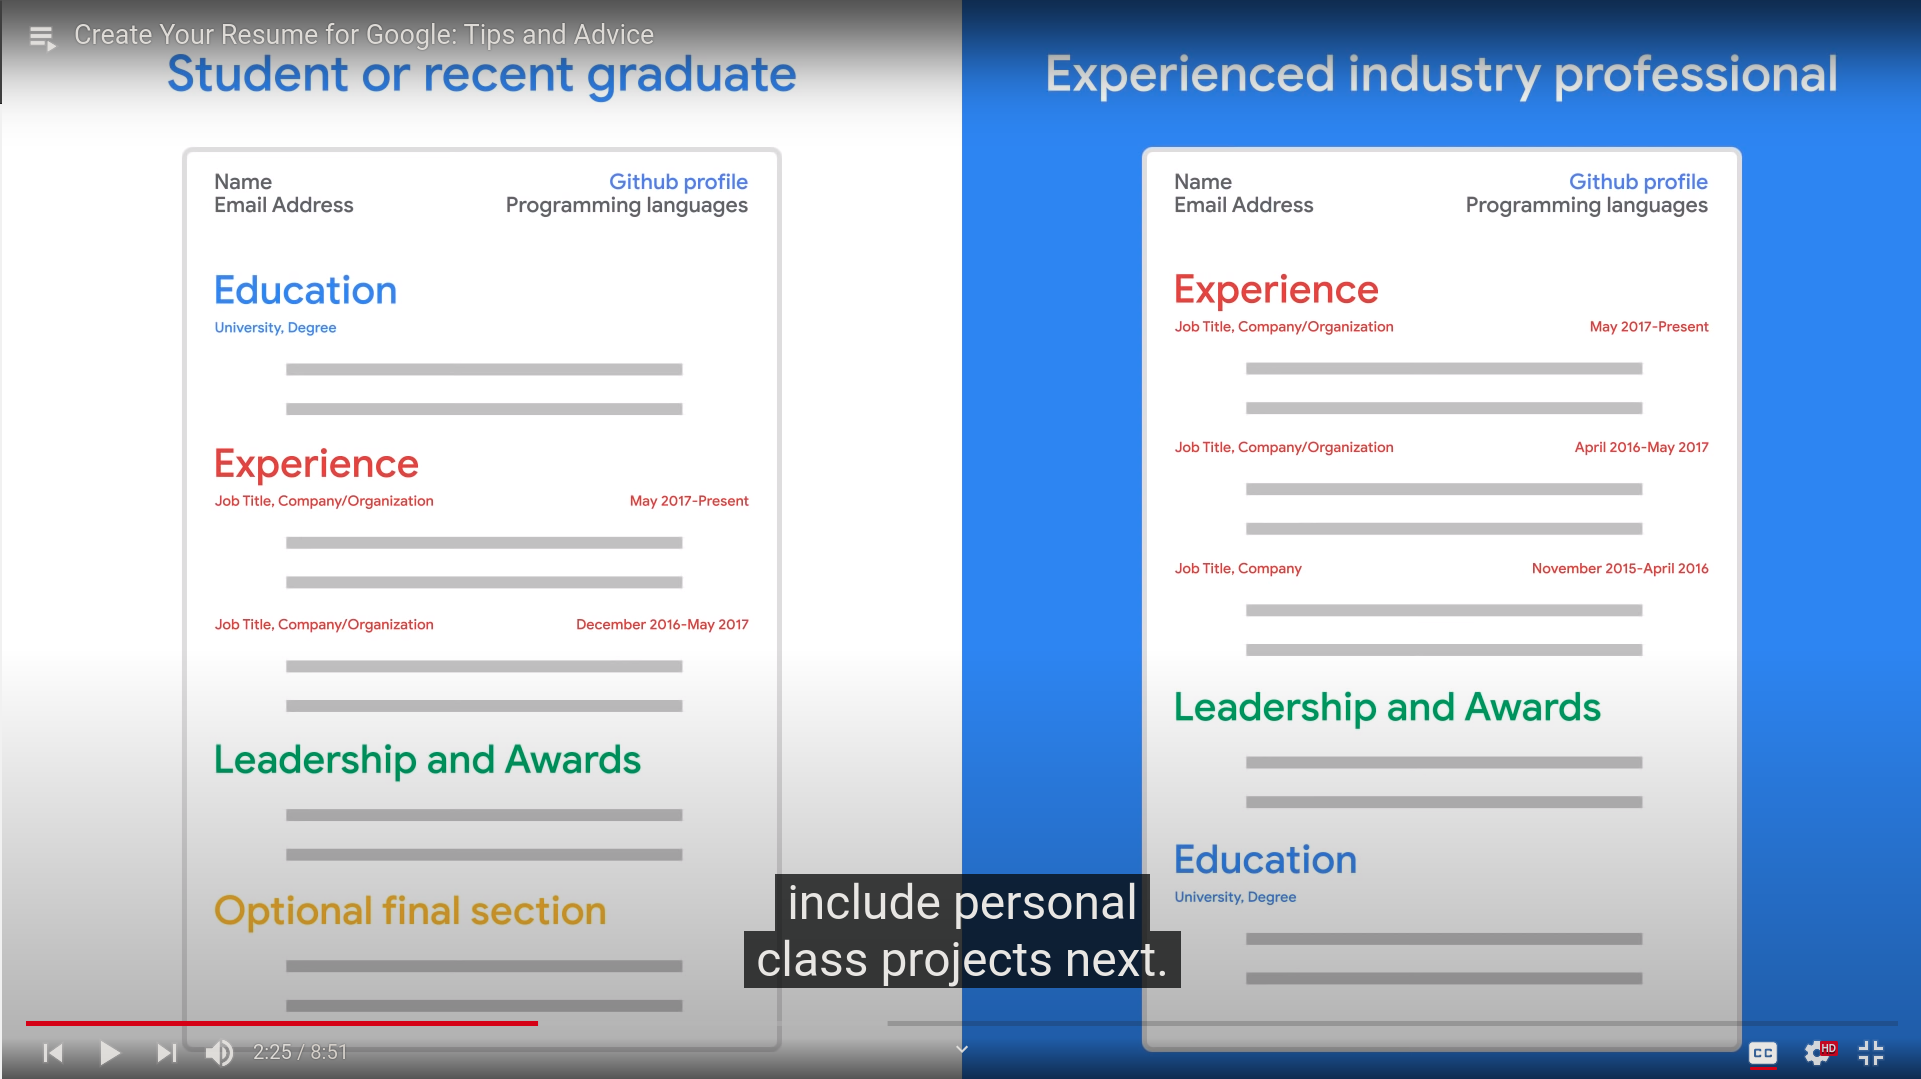 Create Your Resume for Google: Tips and Advice
Student or recent graduate
Name
Github profile
Email Address
Programming languages
Education
University, Degree
Experience
Job Title, Company/Organization
May 2017-Present
Job Title, Company/Organization
December 2016-May 2017
Leadership and Awards
Optional final section
Experienced industry professional
Name
Github profile
Email Address
Programming languages
Experience
Job Title, Company/Organization
May 2017-Present
Job Title, Company/Organization
April 2016-May 2017
Job Title, Company
November 2015-April 2016
Leadership and Awards
Education
University, Degree
include personal
class projects next.
2:25 / 8:51
CC
HD